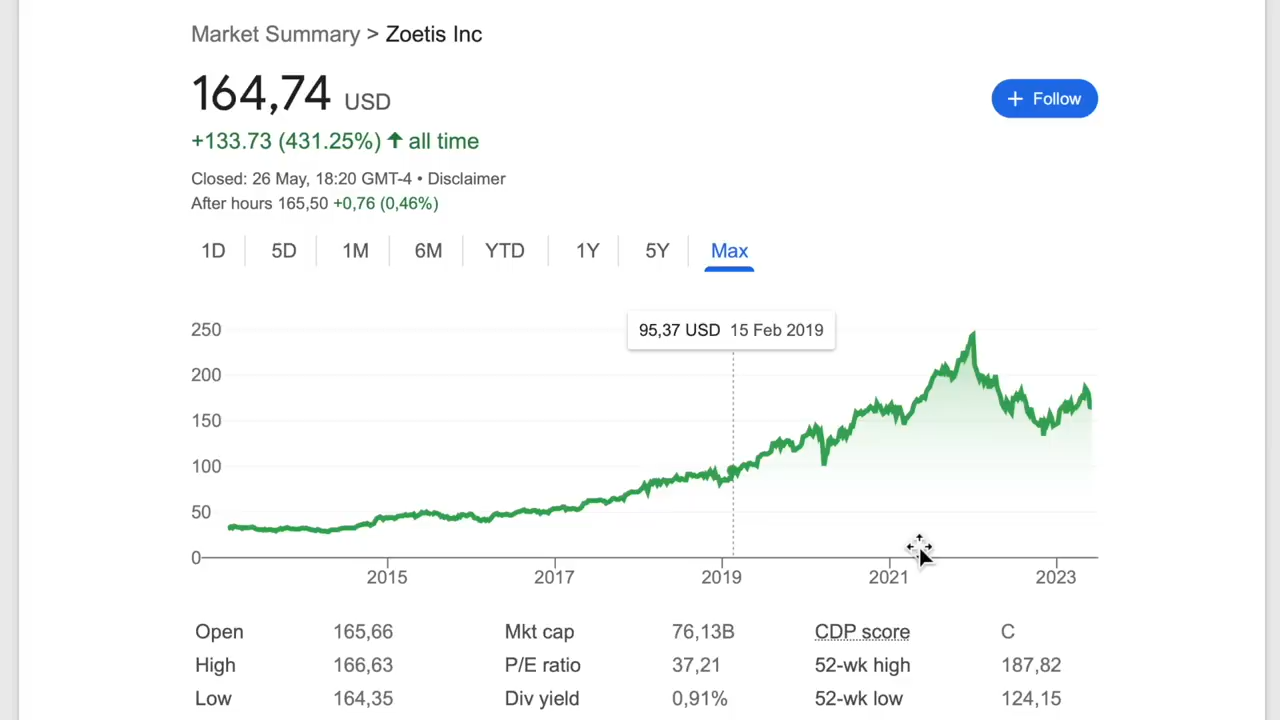 Market Summary > Zoetis Inc
164,74 USD
+ Follow
+133.73 (431.25%) ↑ all time
Closed: 26 May, 18:20 GMT-4 • Disclaimer
After hours 165,50 +0,76 (0,46%)
1D 5D 1M 6M YTD 1Y 5Y Max
95,37 USD 15 Feb 2019
250
200
150
100
50
0
2015 2017 2019 2021 2023
Open 165,66 Mkt cap 76,13B CDP score C
High 166,63 P/E ratio 37,21 52-wk high 187,82
Low 164,35 Div yield 0,91% 52-wk low 124,15